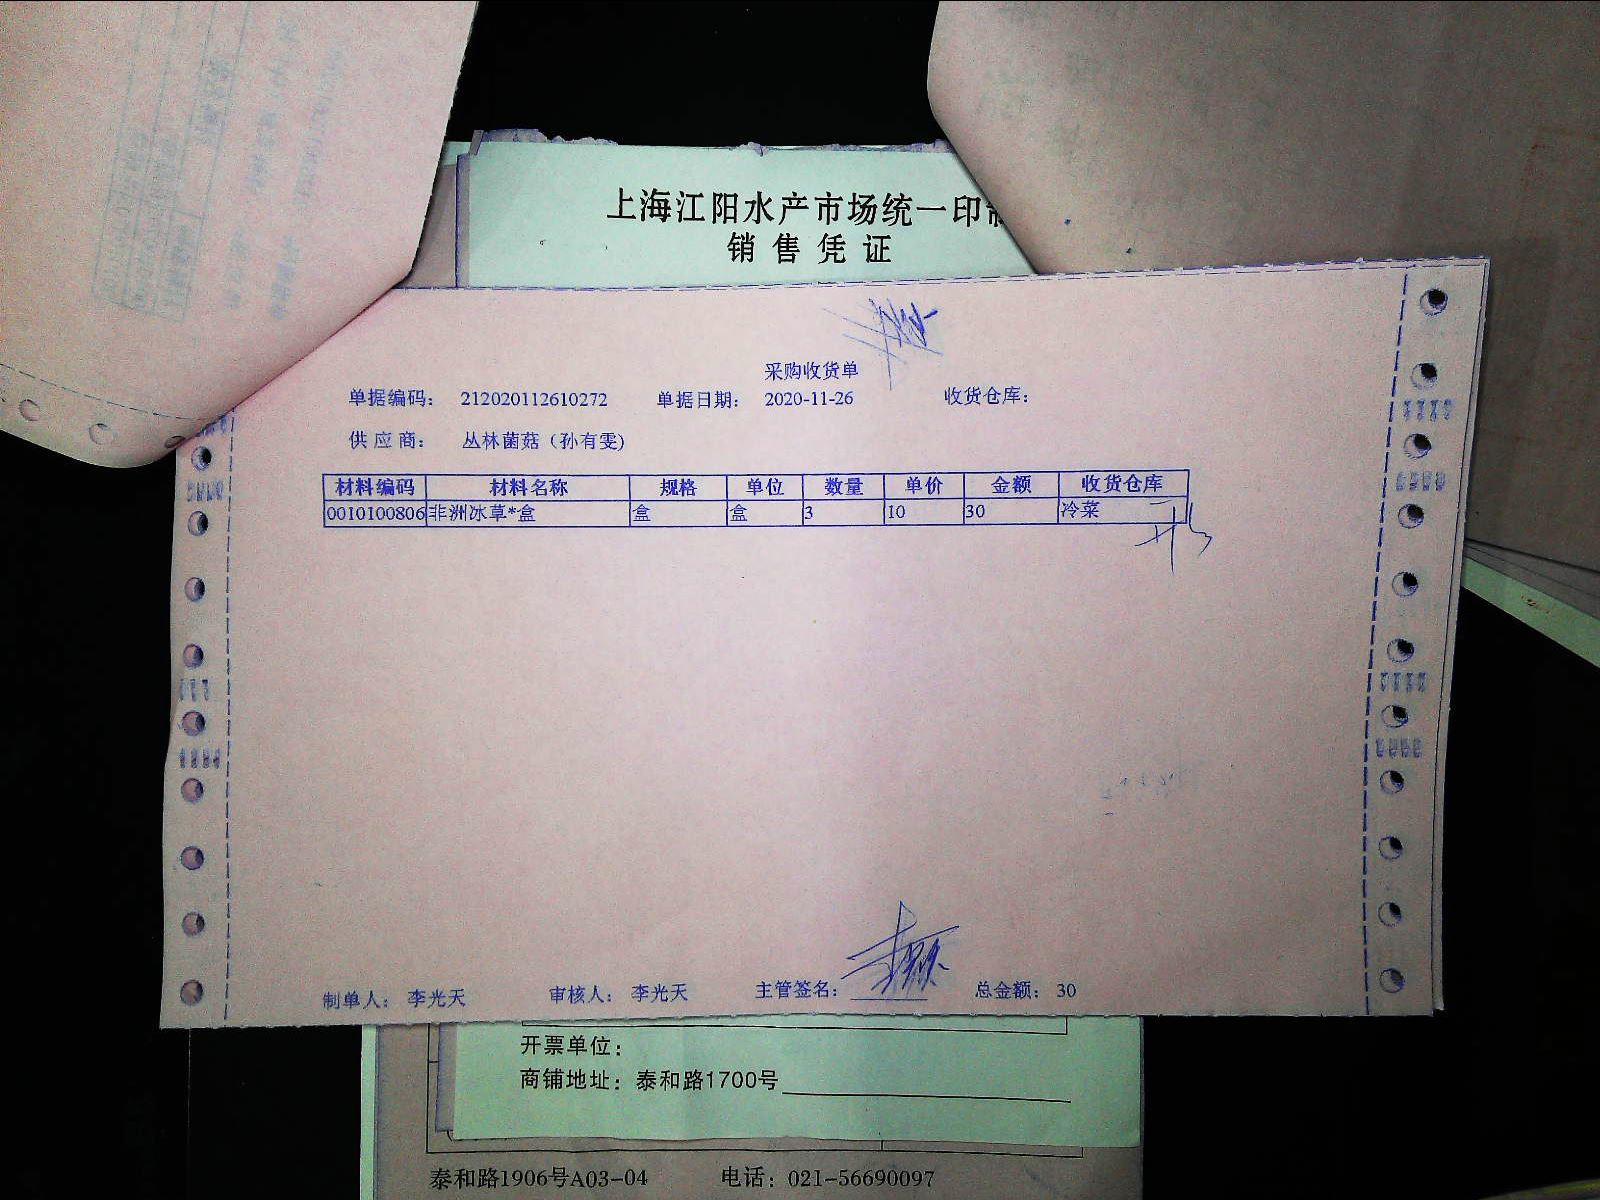 上海江阳水产市场统一印
销售凭证
采购收货单
单据编码： 212020112610272 单据日期： 2020-11-26 收货仓库：
供应商： 丛林菌菇（孙有雯)
材料编码 材料名称 规格 单位 数量 单价 金额 收货仓库
0010100806 非洲冰草*盒 盒 盒 3 10 30 冷菜
制单人： 李光天 审核人： 李光天 主管签名： 总金额： 30
开票单位：
商铺地址：泰和路1700号
泰和路1906号A03-04 电话：021-56690097